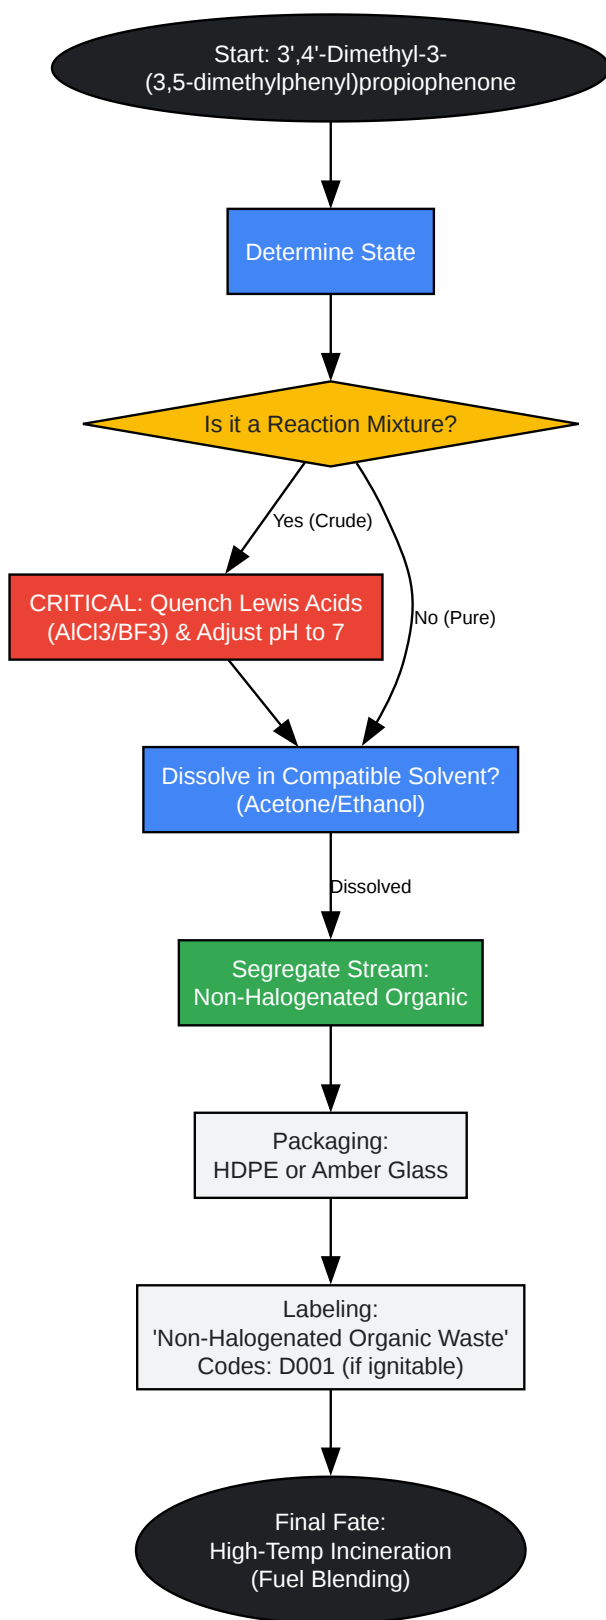 Start: 3',4'-Dimethyl-3-
(3,5-dimethylphenyl)propiophenone
Determine State
Is it a Reaction Mixture?
Yes (Crude)
CRITICAL: Quench Lewis Acids
(AlCl3/BF3) & Adjust pH to 7
No (Pure)
Dissolve in Compatible Solvent?
(Acetone/Ethanol)
Dissolved
Segregate Stream:
Non-Halogenated Organic
Packaging:
HDPE or Amber Glass
Labeling:
'Non-Halogenated Organic Waste'
Codes: D001 (if ignitable)
Final Fate:
High-Temp Incineration
(Fuel Blending)